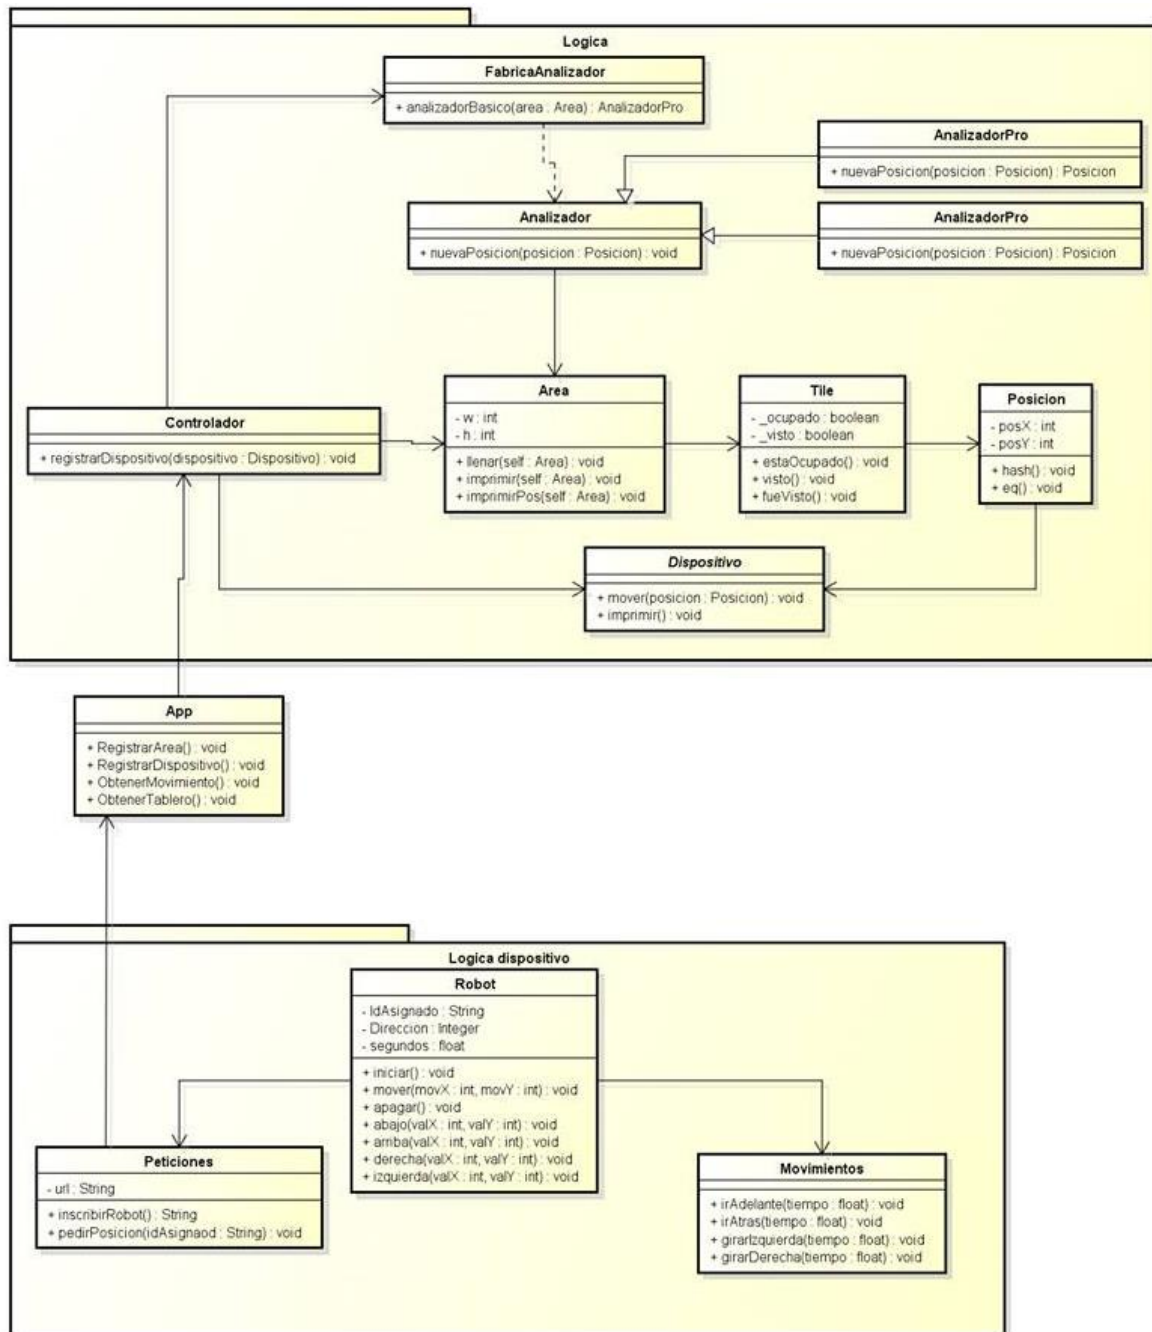 Logica
FabricaAnalizador
+ analizadorBasico(area : Area) : AnalizadorPro
AnalizadorPro
+ nuevaPosicion(posicion : Posicion) : Posicion
Analizador
+ nuevaPosicion(posicion : Posicion) : void
AnalizadorPro
+ nuevaPosicion(posicion : Posicion) : Posicion
Controlador
+ registrarDispositivo(dispositivo : Dispositivo) : void
Area
- w : int
- h : int
+ llenar(self : Area) : void
+ imprimir(self : Area) : void
+ imprimirPos(self : Area) : void
Tile
- _ocupado : boolean
- _visto : boolean
+ estaOcupado() : void
+ visto() : void
+ fueVisto() : void
Posicion
- posX : int
- posY : int
+ hash() : void
+ eq() : void
Dispositivo
+ mover(posicion : Posicion) : void
+ imprimir() : void
App
+ RegistrarArea() : void
+ RegistrarDispositivo() : void
+ ObtenerMovimiento() : void
+ ObtenerTablero() : void
Logica dispositivo
Robot
- IdAsignado : String
- Direccion : Integer
- segundos : float
+ iniciar() : void
+ mover(movX : int, movY : int) : void
+ apagar() : void
+ abajo(valX : int, valY : int) : void
+ arriba(valX : int, valY : int) : void
+ derecha(valX : int, valY : int) : void
+ izquierda(valX : int, valY : int) : void
Peticiones
- url : String
+ inscribirRobot() : String
+ pedirPosicion(idAsignaod : String) : void
Movimientos
+ irAdelante(tiempo : float) : void
+ irAtras(tiempo : float) : void
+ girarIzquierda(tiempo : float) : void
+ girarDerecha(tiempo : float) : void